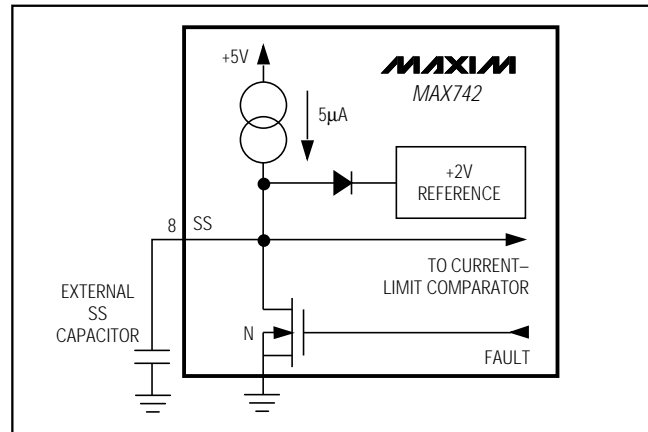 +5V
MAXIM
MAX742
5µA
+2V
REFERENCE
8 SS
TO CURRENT–
LIMIT COMPARATOR
EXTERNAL
SS
CAPACITOR
N
FAULT